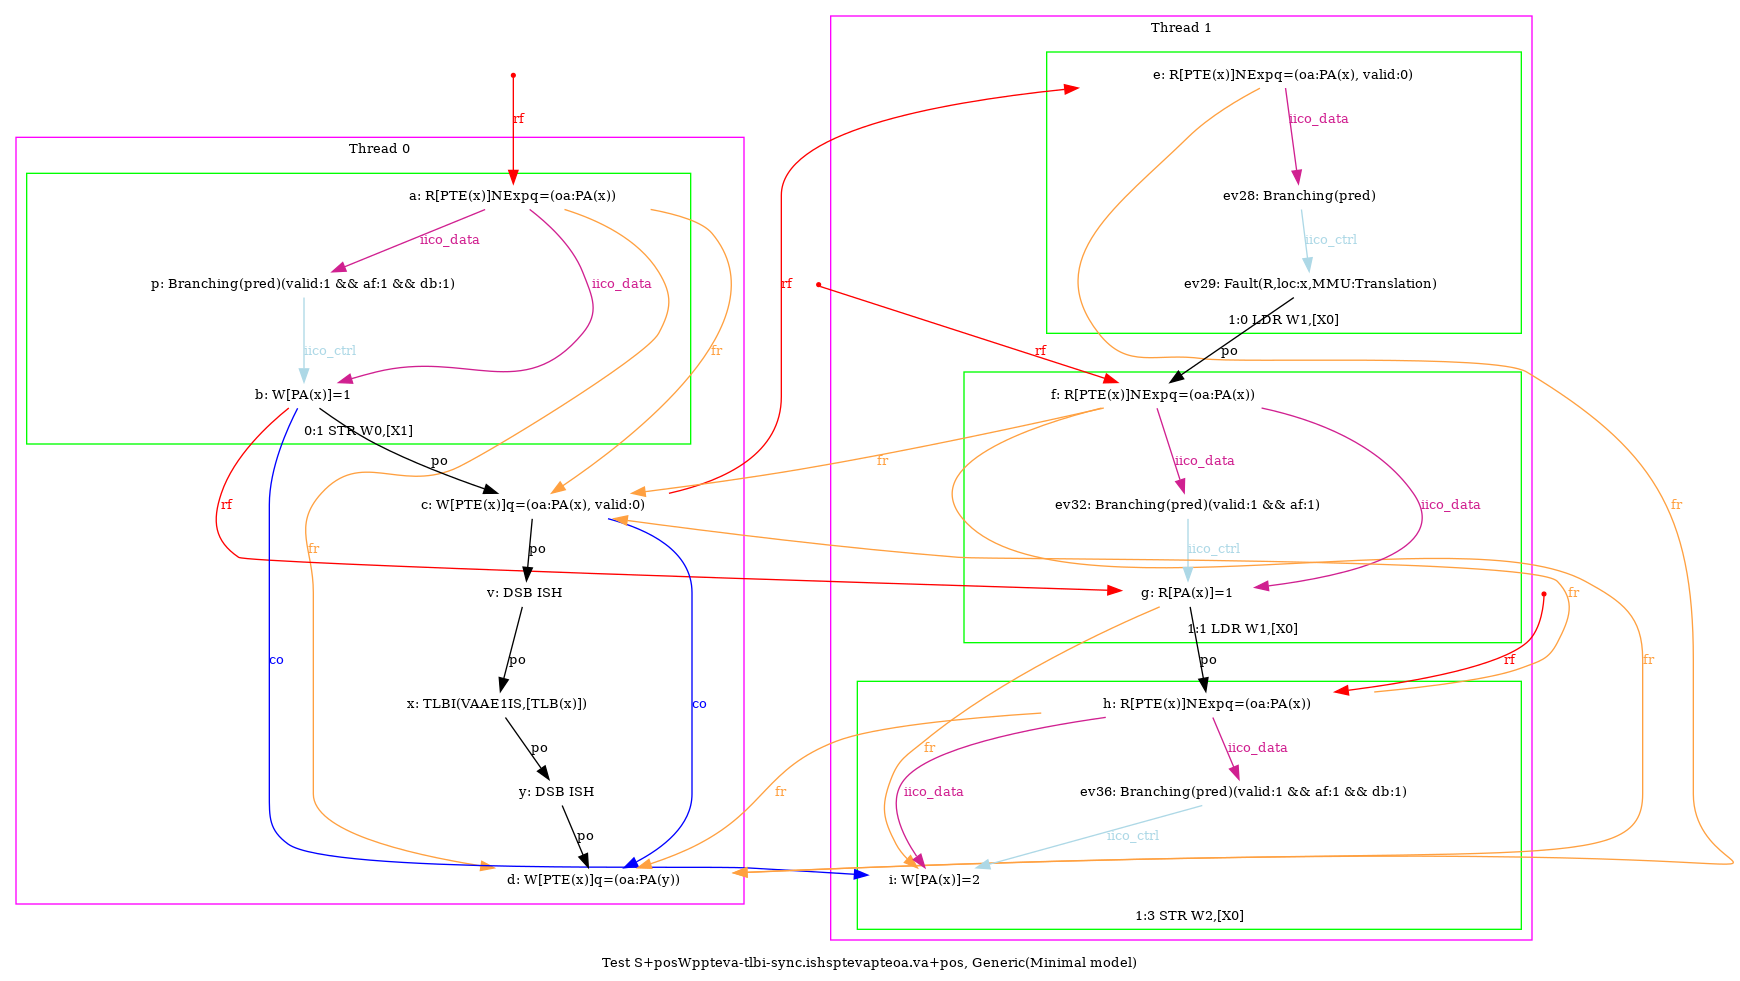 Thread 1
e: R[PTE(x)]NExpq=(oa:PA(x), valid:0)
rf
iico_data
Thread 0
a: R[PTE(x)]NExpq=(oa:PA(x))
ev28: Branching(pred)
iico_data
iico_ctrl
p: Branching(pred)(valid:1 && af:1 && db:1)
iico_data
rf
ev29: Fault(R,loc:x,MMU:Translation)
1:0 LDR W1,[X0]
iico_ctrl
fr
rf
po
b: W[PA(x)]=1
f: R[PTE(x)]NExpq=(oa:PA(x))
0:1 STR W0,[X1]
po
fr
iico_data
rf
c: W[PTE(x)]q=(oa:PA(x), valid:0)
ev32: Branching(pred)(valid:1 && af:1)
iico_data
fr
fr
po
iico_ctrl
v: DSB ISH
g: R[PA(x)]=1
fr
1:1 LDR W1,[X0]
co
po
po
rf
fr
x: TLBI(VAAE1IS,[TLB(x)])
co
h: R[PTE(x)]NExpq=(oa:PA(x))
po
fr
iico_data
y: DSB ISH
fr
iico_data
ev36: Branching(pred)(valid:1 && af:1 && db:1)
po
iico_ctrl
d: W[PTE(x)]q=(oa:PA(y))
i: W[PA(x)]=2
1:3 STR W2,[X0]
Test S+posWppteva-tlbi-sync.ishsptevapteoa.va+pos, Generic(Minimal model)